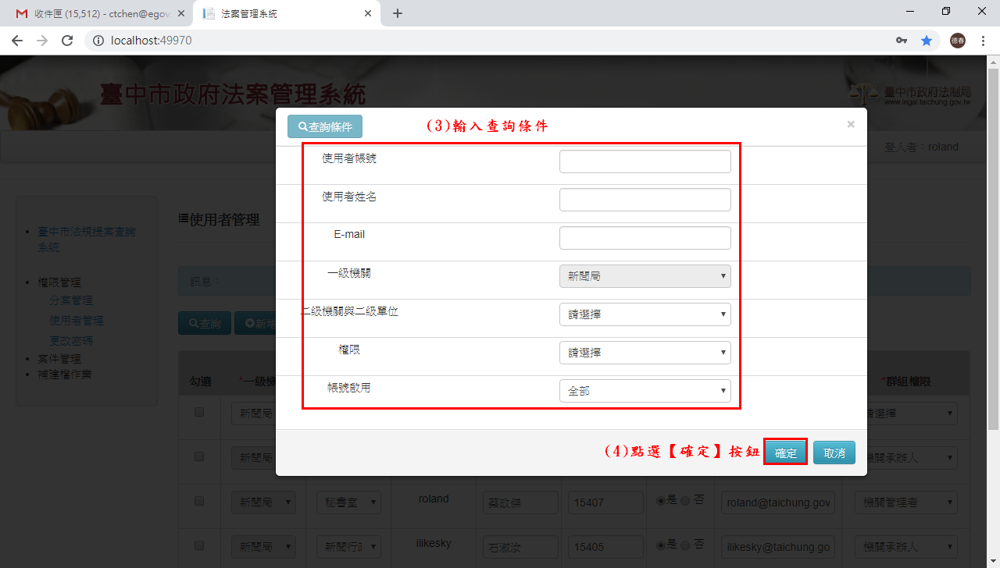 收件匣 (15,512) - ctchen@egov
法案管理系統
localhost:49970
德春
臺中市政府法案管理系統
臺中市政府法制局
www.legal.taichung.gov.tw
查詢條件
(3)輸入查詢條件
登入者：roland
使用者帳號
使用者姓名
E-mail
一級機關
新聞局
二級機關與二級單位
請選擇
權限
請選擇
帳號啟用
全部
(4)點選【確定】按鈕
確定
取消
臺中市法規提案查詢
系統
權限管理
分案管理
使用者管理
更改密碼
案件管理
補建檔作業
使用者管理
訊息：
查詢
新增
勾選
*一級機
*群組權限
新聞局
請選擇
新聞局
機關承辦人
新聞局
秘書室
roland
蔡政傑
15407
是
否
roland@taichung.gov
機關管理者
新聞局
新聞行政
ilikesky
石淑汝
15405
是
否
ilikesky@taichung.go
機關承辦人